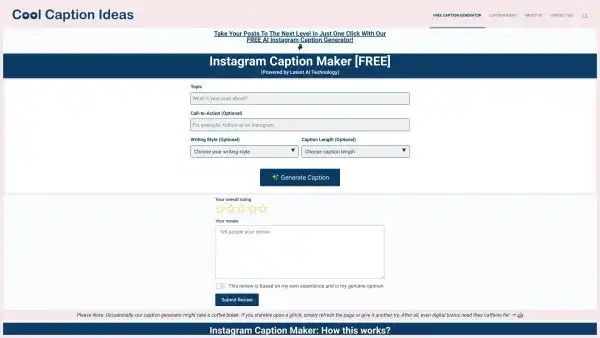 Cool Caption Ideas
FREE CAPTION GENERATOR CAPTION IDEAS ABOUT US CONTACT US
Take Your Posts To The Next Level In Just One Click With Our
FREE AI Instagram Caption Generator!
Instagram Caption Maker [FREE]
(Powered by Latest AI Technology)
Topic
What is your post about?
Call-to-Action (Optional)
For example: Follow us on Instagram
Writing Style (Optional) Caption Length (Optional)
Choose your writing style Choose caption length
✨ Generate Caption
Your overall rating
Your review
Tell people your review
This review is based on my own experience and is my genuine opinion.
Submit Review
Please Note: Occasionally, our caption generator might take a coffee break. If you stumble upon a glitch, simply refresh the page or give it another try. After all, even digital brains need their caffeine fix!
Instagram Caption Maker: How this works?